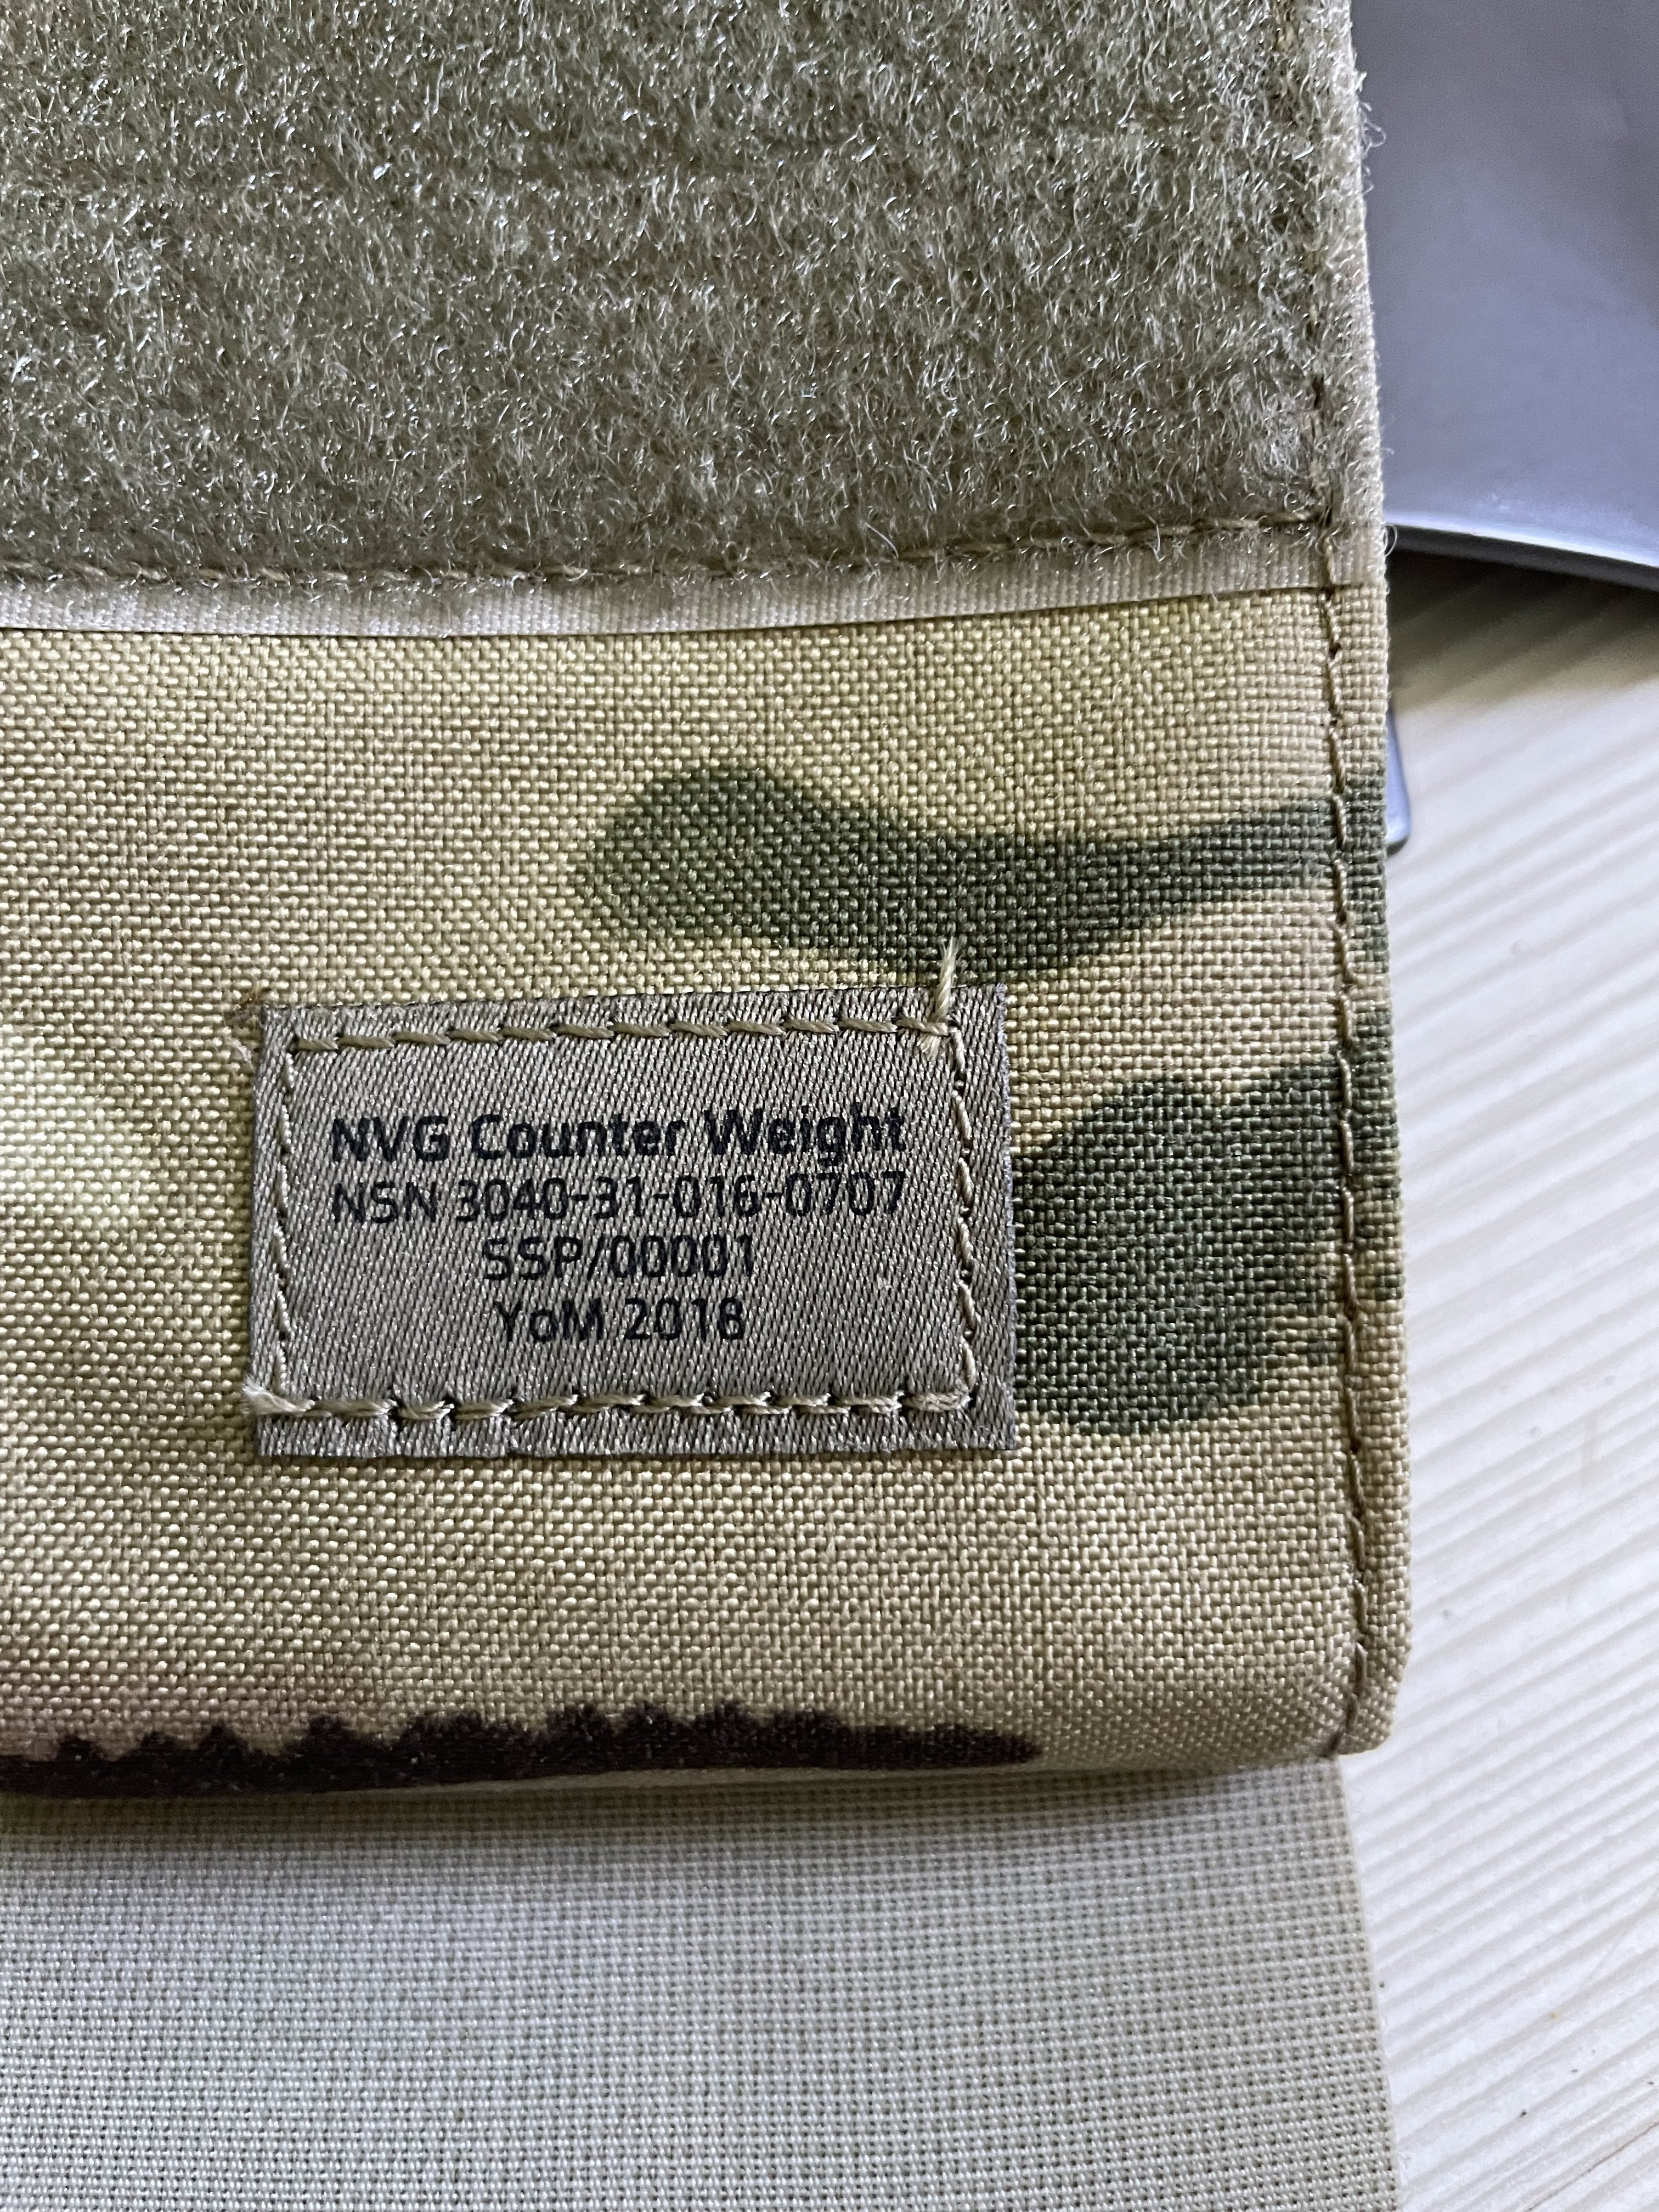 NVG Counter Weight
NSN 3040-31-016-0707
SSP/00001
YoM 2018